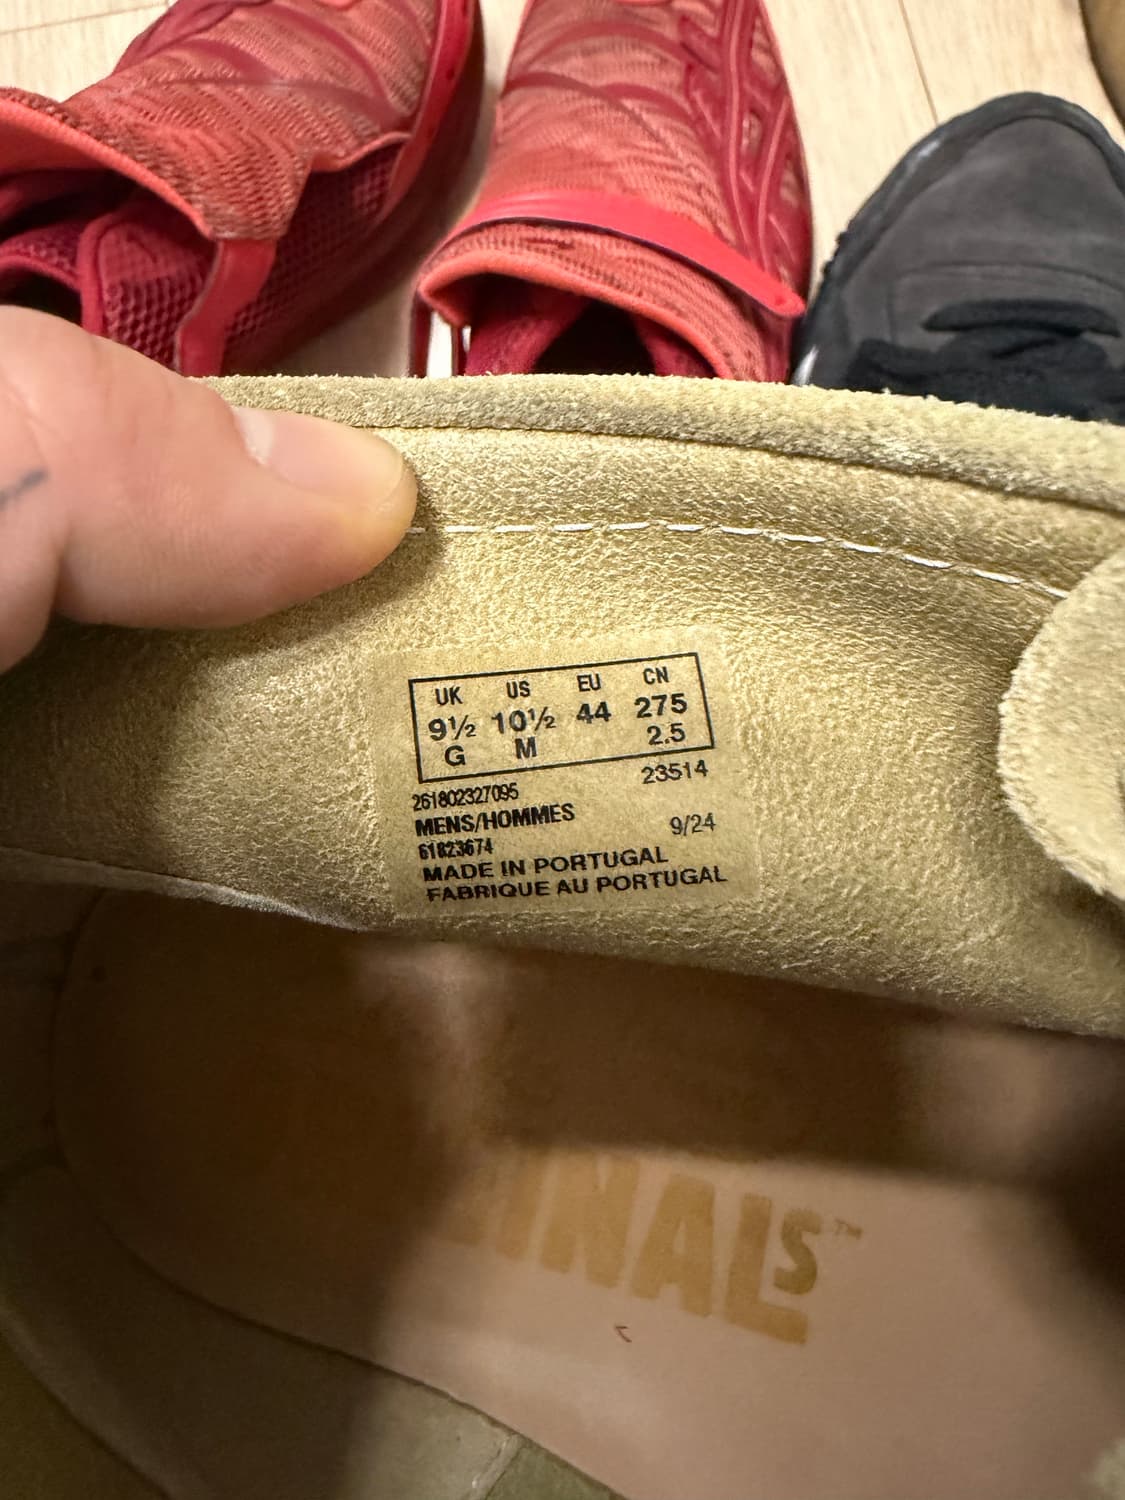 UK US EU CN
9½ 10½ 44 275
G M 2.5
23514
261802327095
MENS/HOMMES 9/24
61823674
MADE IN PORTUGAL
FABRIQUE AU PORTUGAL
INALS™